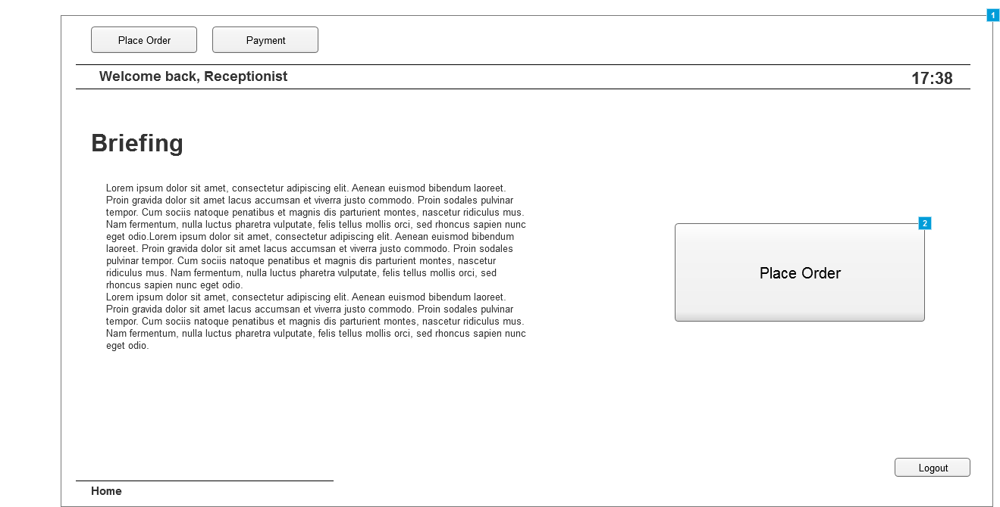 1
Place Order
Payment
Welcome back, Receptionist
17:38
Briefing
Lorem ipsum dolor sit amet, consectetur adipiscing elit. Aenean euismod bibendum laoreet.
Proin gravida dolor sit amet lacus accumsan et viverra justo commodo. Proin sodales pulvinar
tempor. Cum sociis natoque penatibus et magnis dis parturient montes, nascetur ridiculus mus.
Nam fermentum, nulla luctus pharetra vulputate, felis tellus mollis orci, sed rhoncus sapien nunc
eget odio.Lorem ipsum dolor sit amet, consectetur adipiscing elit. Aenean euismod bibendum
laoreet. Proin gravida dolor sit amet lacus accumsan et viverra justo commodo. Proin sodales
pulvinar tempor. Cum sociis natoque penatibus et magnis dis parturient montes, nascetur
ridiculus mus. Nam fermentum, nulla luctus pharetra vulputate, felis tellus mollis orci, sed
rhoncus sapien nunc eget odio.
Lorem ipsum dolor sit amet, consectetur adipiscing elit. Aenean euismod bibendum laoreet.
Proin gravida dolor sit amet lacus accumsan et viverra justo commodo. Proin sodales pulvinar
tempor. Cum sociis natoque penatibus et magnis dis parturient montes, nascetur ridiculus mus.
Nam fermentum, nulla luctus pharetra vulputate, felis tellus mollis orci, sed rhoncus sapien nunc
eget odio.
2
Place Order
Logout
Home